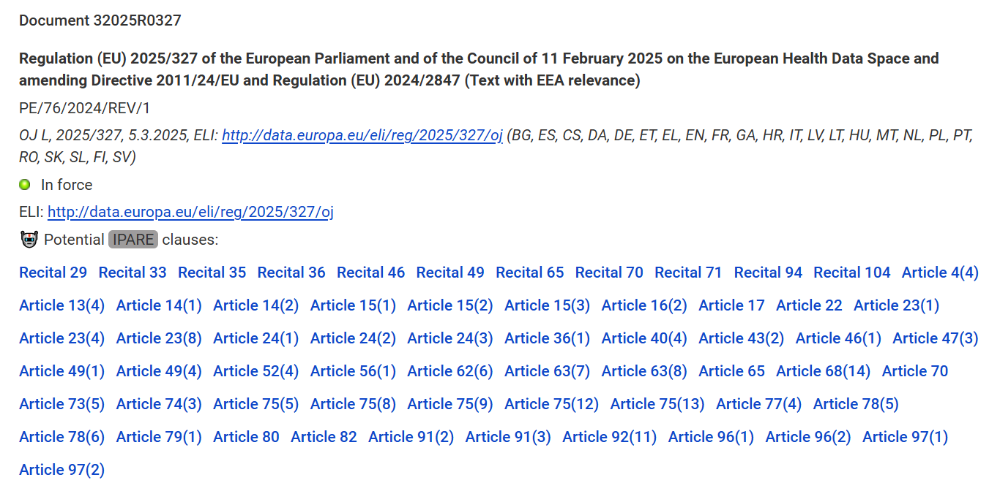 Document 32025R0327
Regulation (EU) 2025/327 of the European Parliament and of the Council of 11 February 2025 on the European Health Data Space and
amending Directive 2011/24/EU and Regulation (EU) 2024/2847 (Text with EEA relevance)
PE/76/2024/REV/1
OJ L, 2025/327, 5.3.2025, ELI: http://data.europa.eu/eli/reg/2025/327/oj (BG, ES, CS, DA, DE, ET, EL, EN, FR, GA, HR, IT, LV, LT, HU, MT, NL, PL, PT,
RO, SK, SL, FI, SV)
In force
ELI: http://data.europa.eu/eli/reg/2025/327/oj
Potential IPARE clauses:
Recital 29 Recital 33 Recital 35 Recital 36 Recital 46 Recital 49 Recital 65 Recital 70 Recital 71 Recital 94 Recital 104 Article 4(4)
Article 13(4) Article 14(1) Article 14(2) Article 15(1) Article 15(2) Article 15(3) Article 16(2) Article 17 Article 22 Article 23(1)
Article 23(4) Article 23(8) Article 24(1) Article 24(2) Article 24(3) Article 36(1) Article 40(4) Article 43(2) Article 46(1) Article 47(3)
Article 49(1) Article 49(4) Article 52(4) Article 56(1) Article 62(6) Article 63(7) Article 63(8) Article 65 Article 68(14) Article 70
Article 73(5) Article 74(3) Article 75(5) Article 75(8) Article 75(9) Article 75(12) Article 75(13) Article 77(4) Article 78(5)
Article 78(6) Article 79(1) Article 80 Article 82 Article 91(2) Article 91(3) Article 92(11) Article 96(1) Article 96(2) Article 97(1)
Article 97(2)